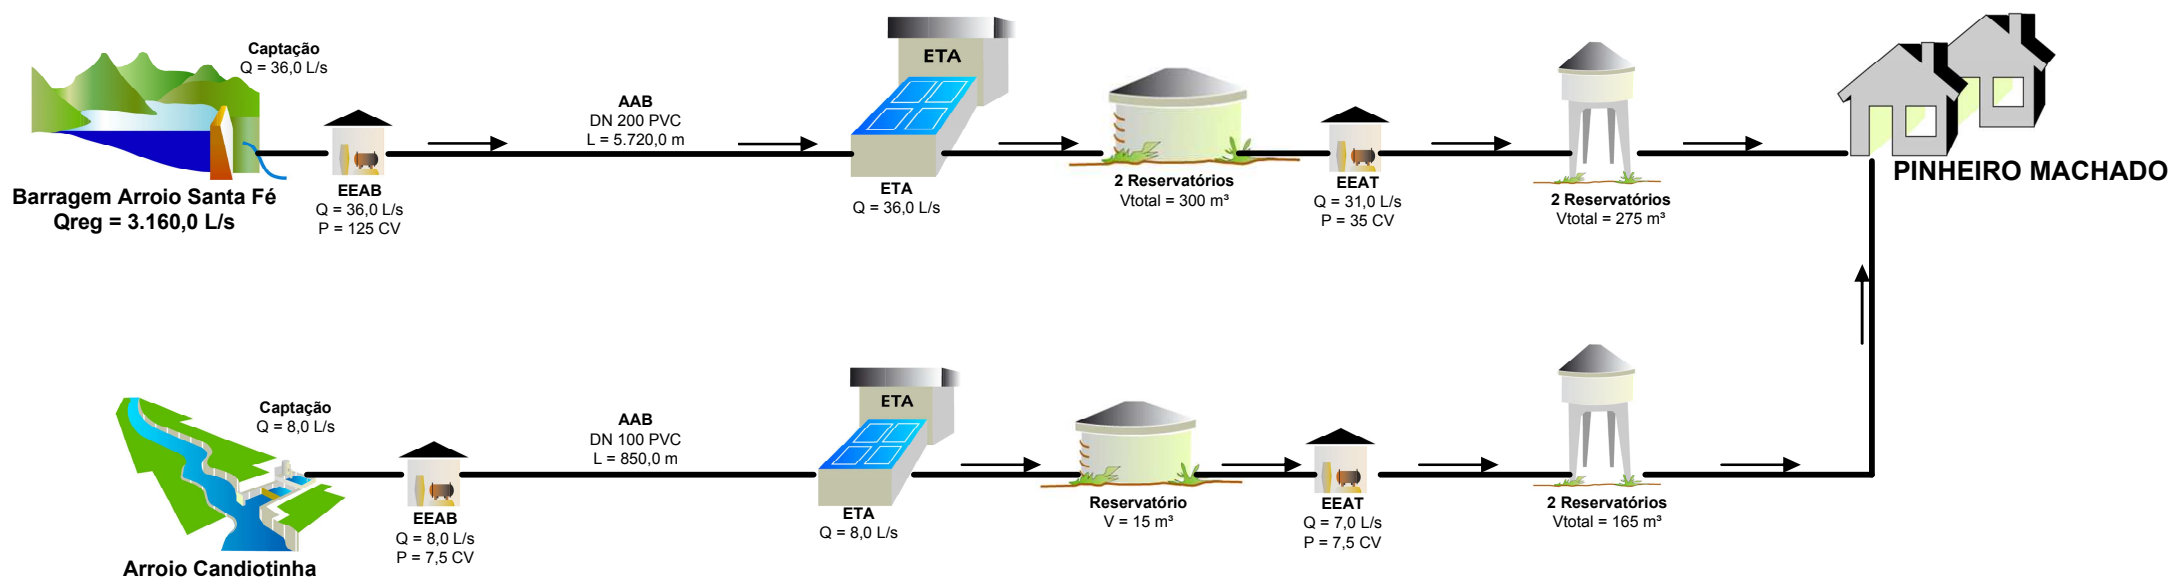 Captação
Q = 36,0 L/s
Barragem Arroio Santa Fé
Qreg = 3.160,0 L/s
EEAB
Q = 36,0 L/s
P = 125 CV
AAB
DN 200 PVC
L = 5.720,0 m
ETA
ETA
Q = 36,0 L/s
2 Reservatórios
Vtotal = 300 m³
EEAT
Q = 31,0 L/s
P = 35 CV
2 Reservatórios
Vtotal = 275 m³
PINHEIRO MACHADO
Captação
Q = 8,0 L/s
Arroio Candiotinha
EEAB
Q = 8,0 L/s
P = 7,5 CV
AAB
DN 100 PVC
L = 850,0 m
ETA
ETA
Q = 8,0 L/s
Reservatório
V = 15 m³
EEAT
Q = 7,0 L/s
P = 7,5 CV
2 Reservatórios
Vtotal = 165 m³